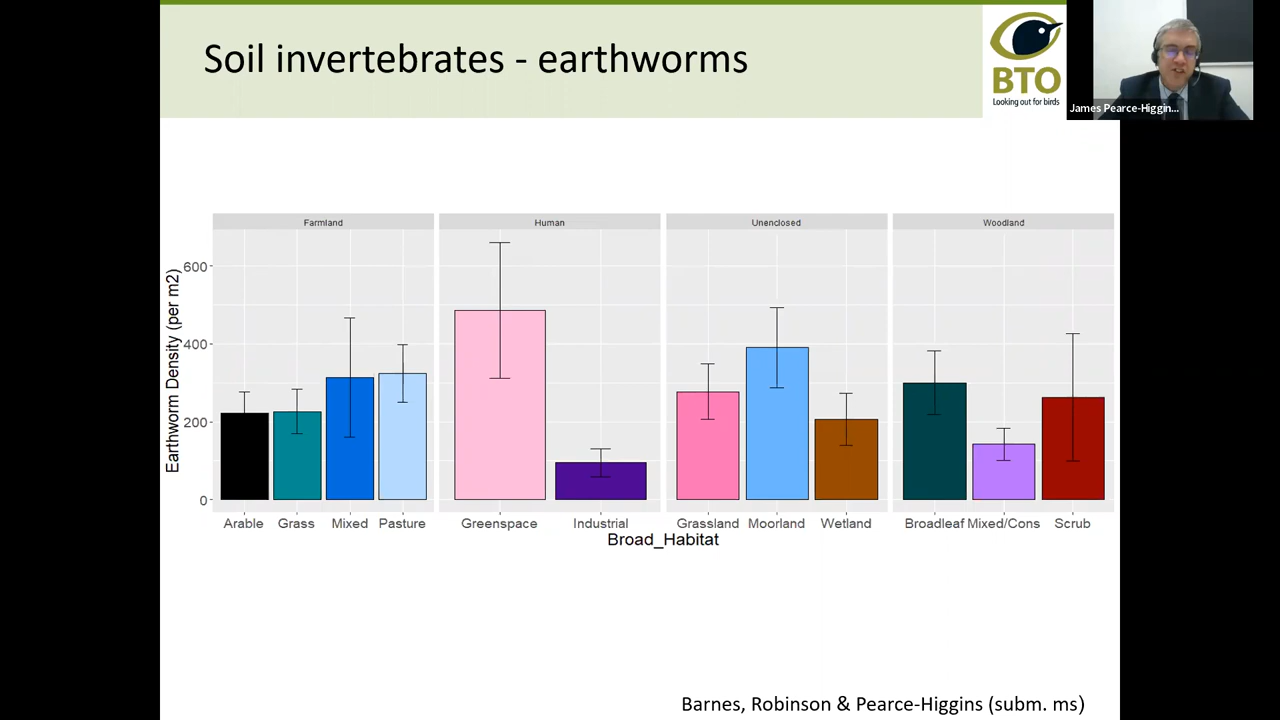 Soil invertebrates - earthworms
BTO
Looking out for birds
James Pearce-Higgin...
Farmland
Human
Unenclosed
Woodland
Earthworm Density (per m2)
600
400
200
0
Arable Grass Mixed Pasture Greenspace Industrial Grassland Moorland Wetland Broadleaf Mixed/Cons Scrub
Broad_Habitat
Barnes, Robinson & Pearce-Higgins (subm. ms)